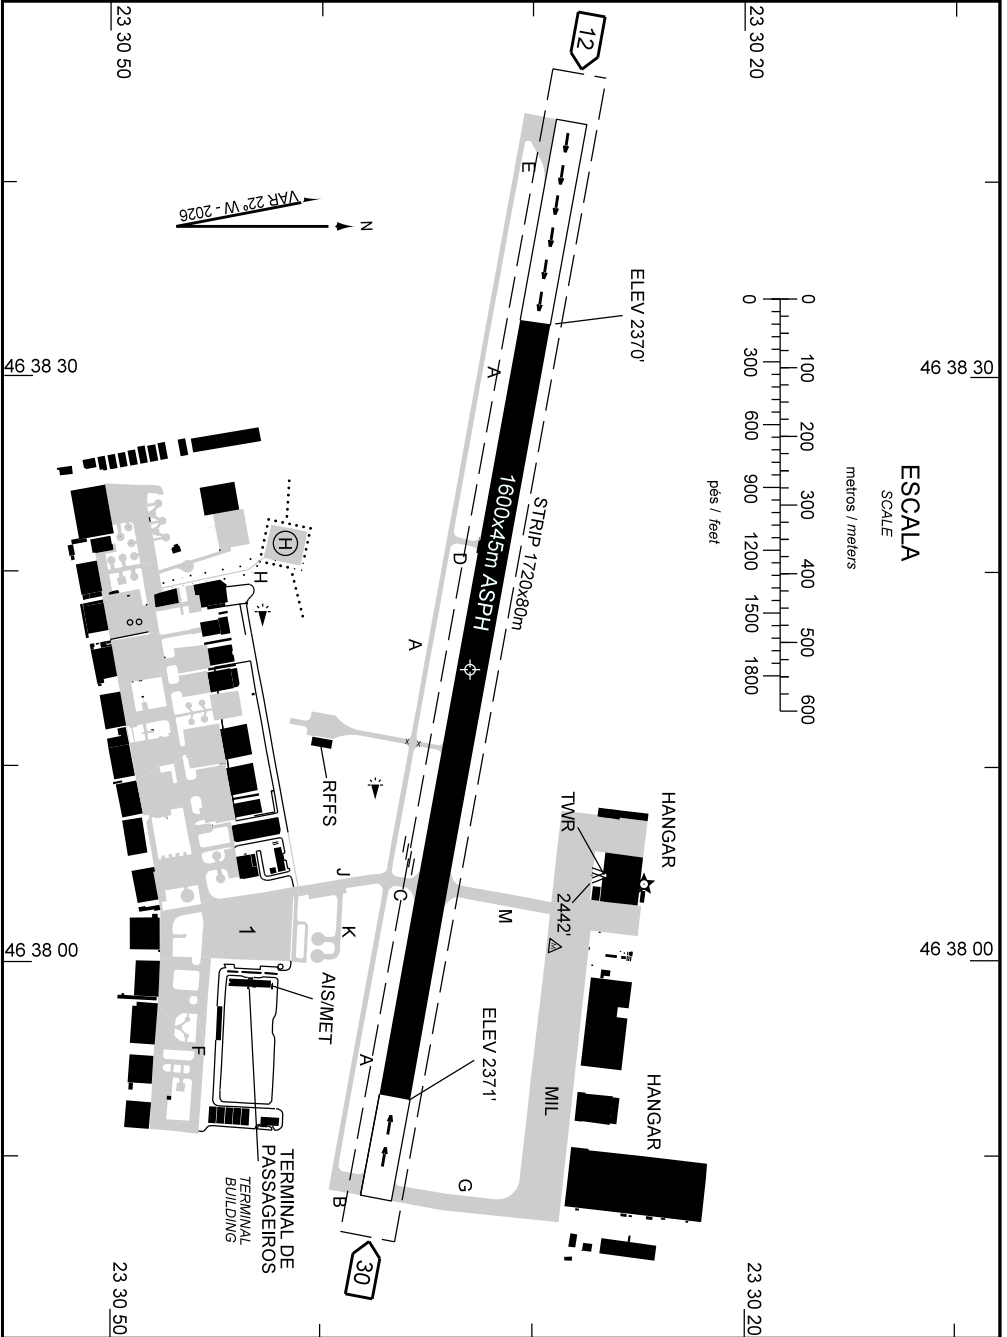 12
23 30 50
23 30 20
VAR 22º W - 2026
N
E
ELEV 2370'
46 38 30
46 38 30
ESCALA
SCALE
metros / meters
0 100 200 300 400 500 600
0 300 600 900 1200 1500 1800
pés / feet
A
STRIP 1720x80m
1600x45m ASPH
D
H
H
A
RFFS
HANGAR
TWR
2442'
J
C
M
K
1
46 38 00
46 38 00
AIS/MET
ELEV 2371'
A
F
MIL
HANGAR
G
B
TERMINAL DE
PASSAGEIROS
TERMINAL
BUILDING
30
23 30 50
23 30 20